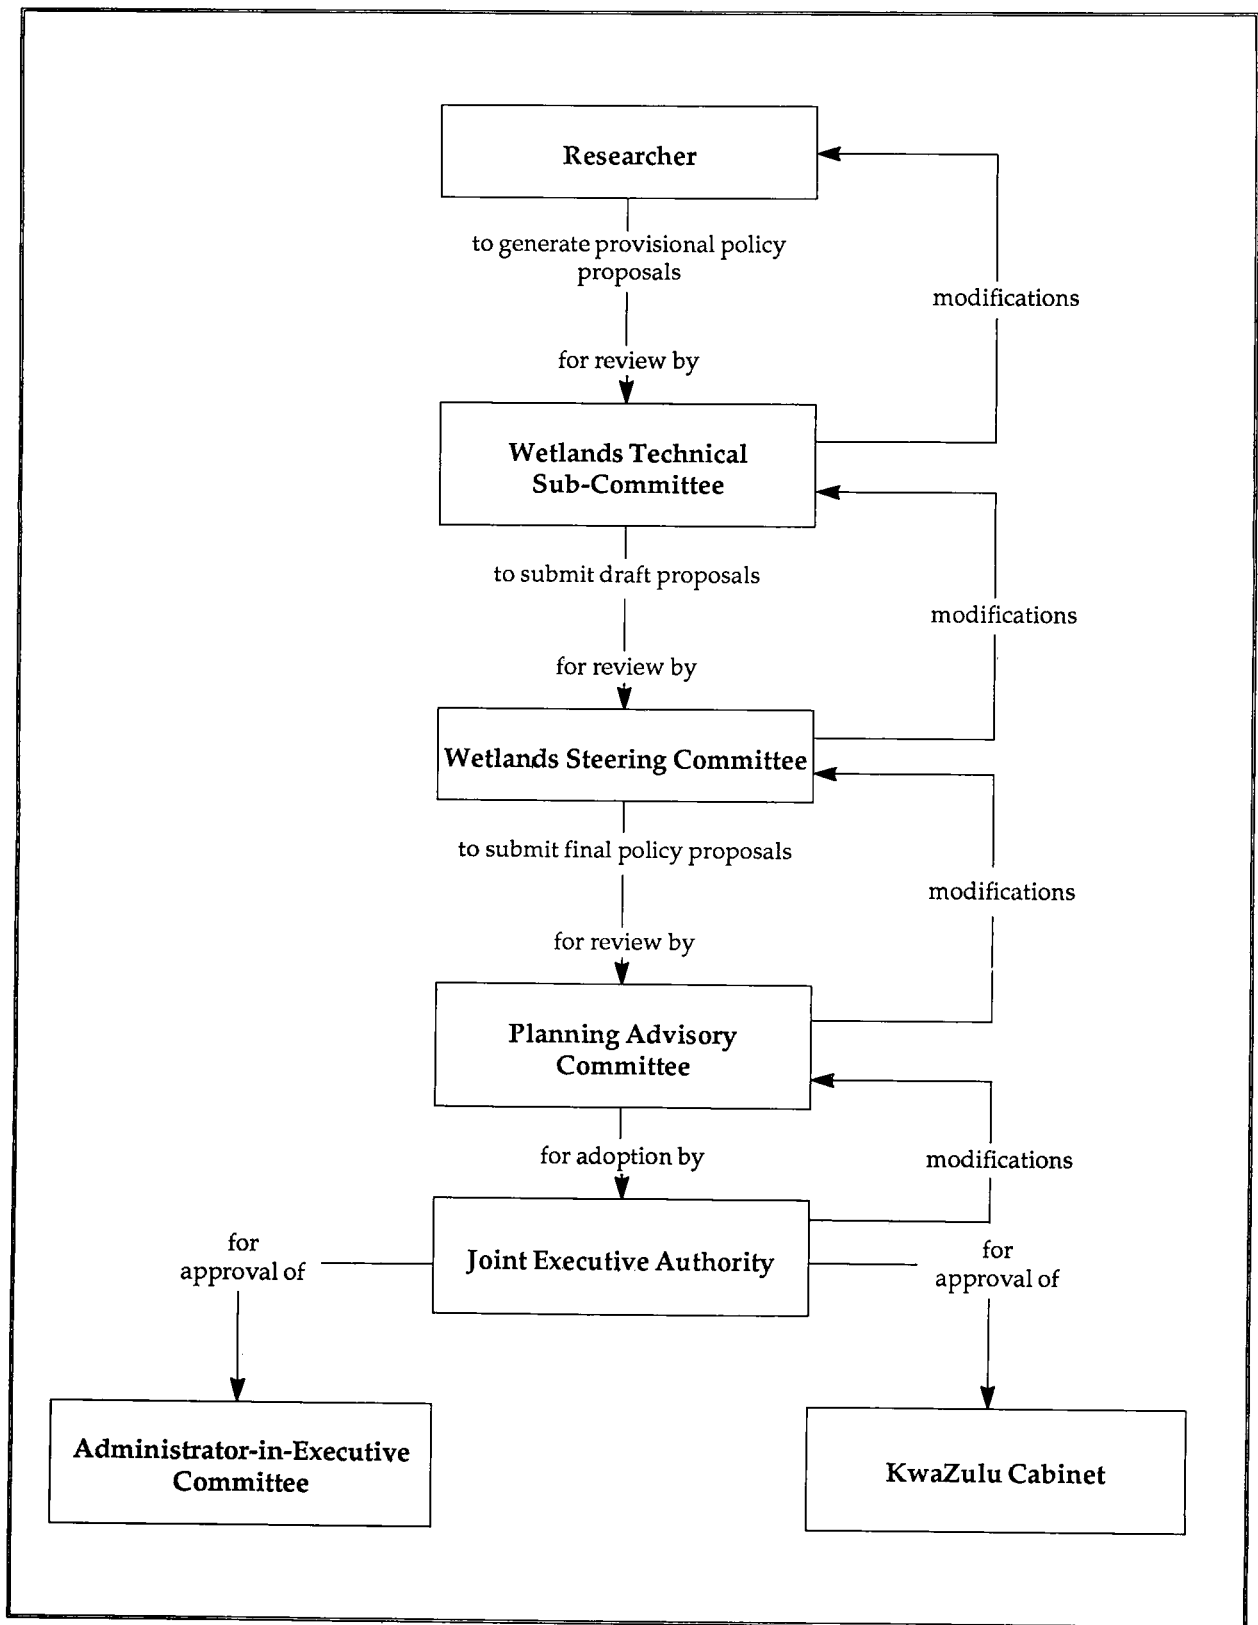 Researcher
to generate provisional policy
proposals
modifications
for review by
Wetlands Technical
Sub-Committee
to submit draft proposals
modifications
for review by
Wetlands Steering Committee
to submit final policy proposals
modifications
for review by
Planning Advisory
Committee
for adoption by
modifications
Joint Executive Authority
for
approval of
for
approval of
Administrator-in-Executive
Committee
KwaZulu Cabinet